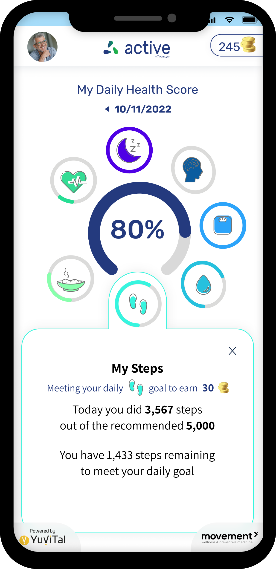 active
245
My Daily Health Score
10/11/2022
z z z
80%
My Steps
Meeting your daily goal to earn 30
Today you did 3,567 steps
out of the recommended 5,000
You have 1,433 steps remaining
to meet your daily goal
Powered by
YuViTal
movement